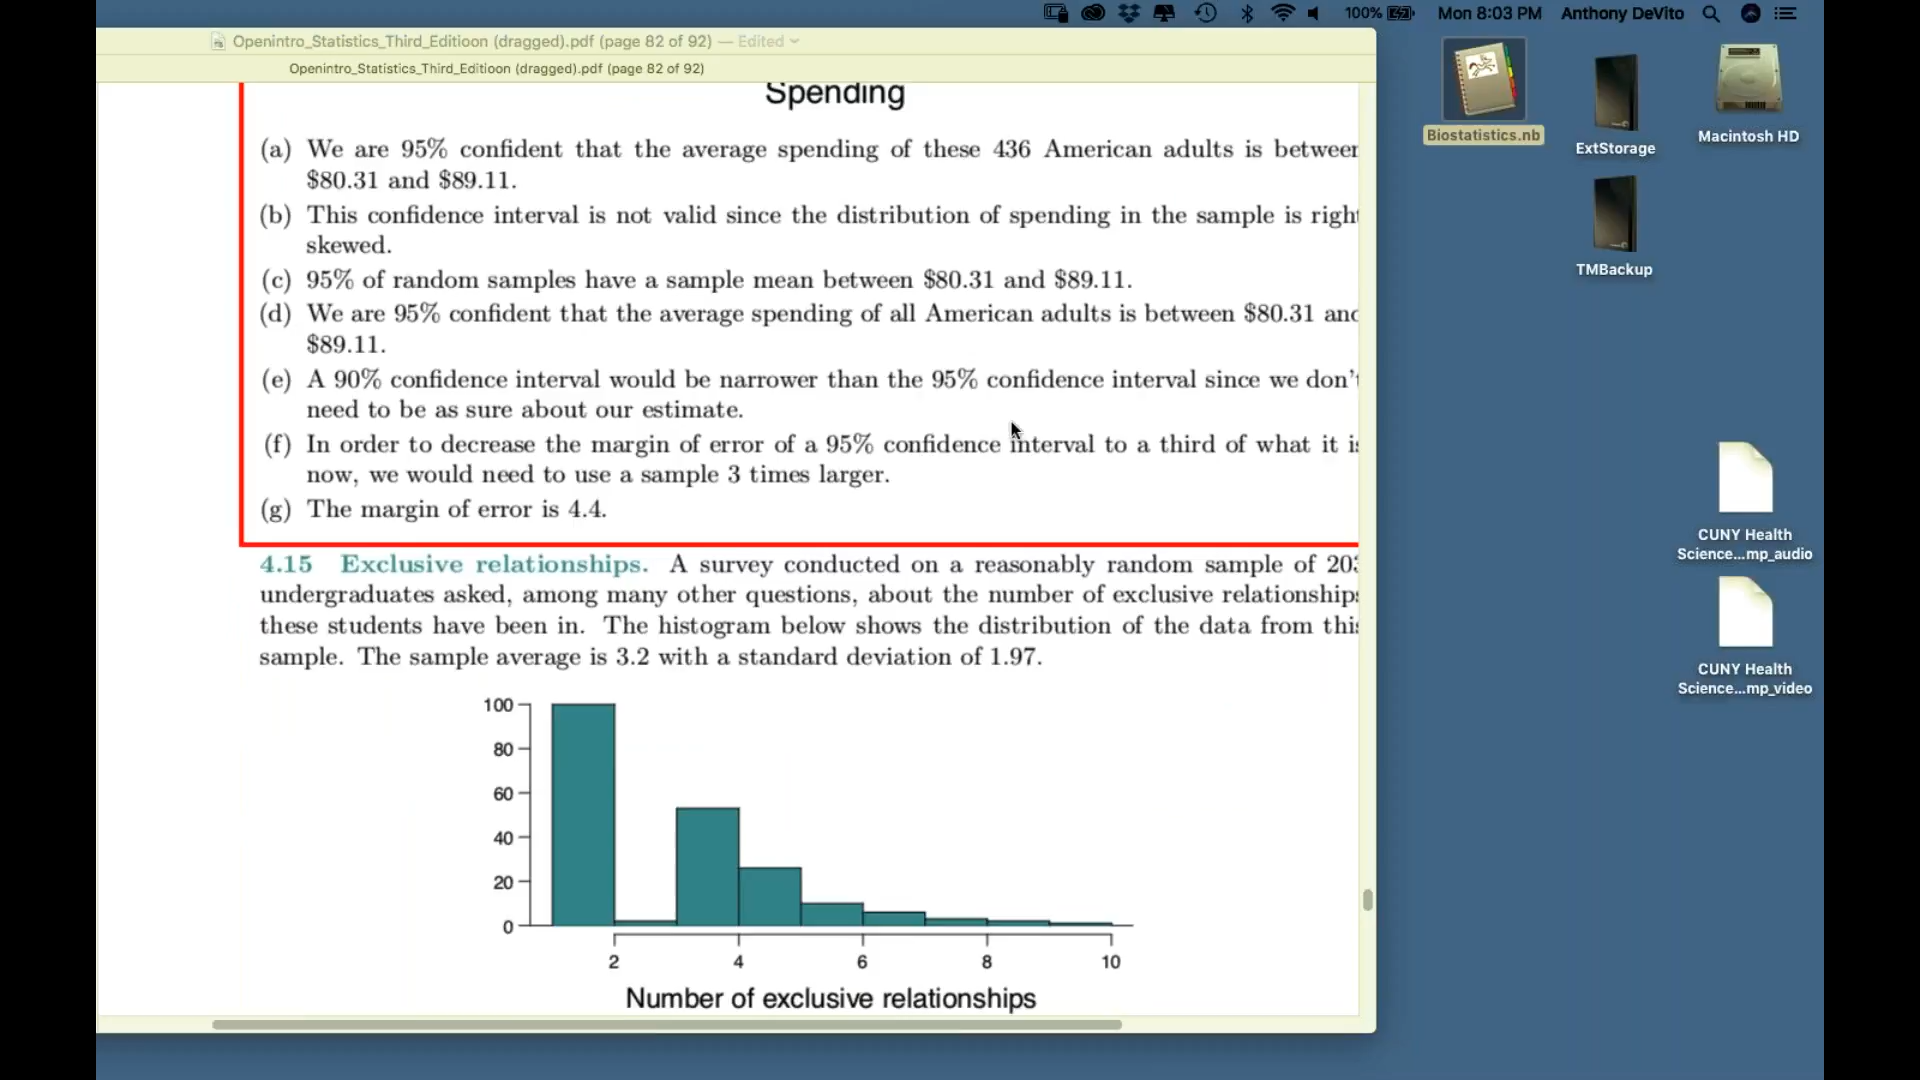 100% Mon 8:03 PM Anthony DeVito
Openintro_Statistics_Third_Editioon (dragged).pdf (page 82 of 92) — Edited
Openintro_Statistics_Third_Editioon (dragged).pdf (page 82 of 92)
Spending
(a) We are 95% confident that the average spending of these 436 American adults is between
$80.31 and $89.11.
(b) This confidence interval is not valid since the distribution of spending in the sample is right
skewed.
(c) 95% of random samples have a sample mean between $80.31 and $89.11.
(d) We are 95% confident that the average spending of all American adults is between $80.31 and
$89.11.
(e) A 90% confidence interval would be narrower than the 95% confidence interval since we don't
need to be as sure about our estimate.
(f) In order to decrease the margin of error of a 95% confidence interval to a third of what it is
now, we would need to use a sample 3 times larger.
(g) The margin of error is 4.4.
4.15 Exclusive relationships. A survey conducted on a reasonably random sample of 203
undergraduates asked, among many other questions, about the number of exclusive relationships
these students have been in. The histogram below shows the distribution of the data from this
sample. The sample average is 3.2 with a standard deviation of 1.97.
100
80
60
40
20
0
2 4 6 8 10
Number of exclusive relationships
Biostatistics.nb
ExtStorage
Macintosh HD
TMBackup
CUNY Health
Science...mp_audio
CUNY Health
Science...mp_video